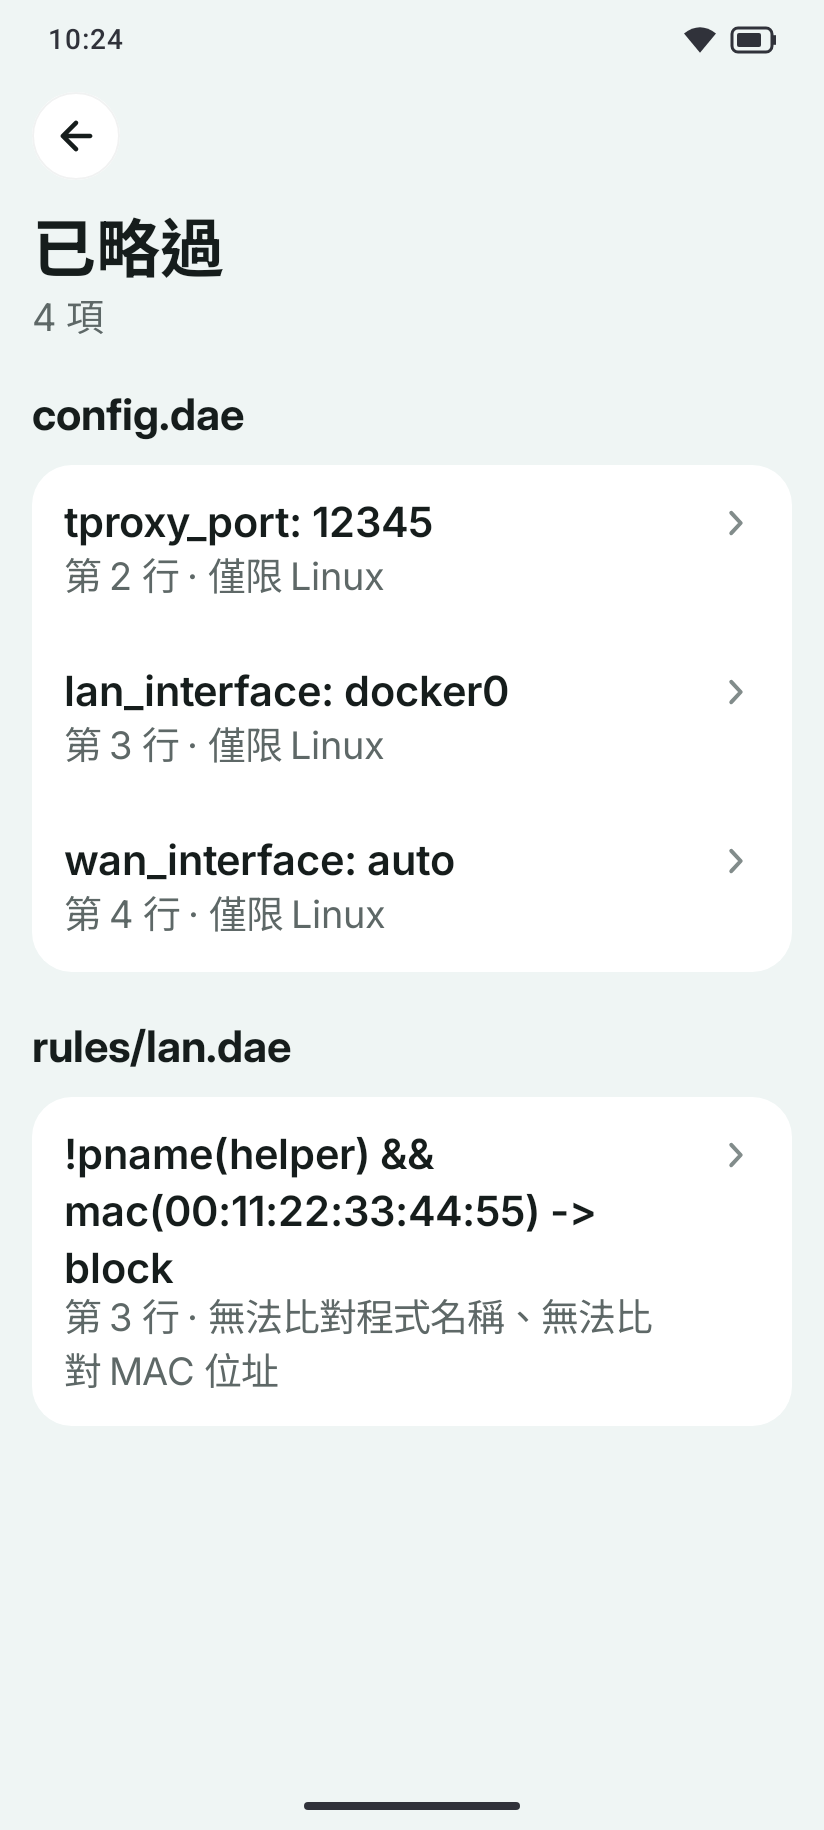 10:24
已略過
4 項
config.dae
tproxy_port: 12345
第 2 行 · 僅限 Linux
lan_interface: docker0
第 3 行 · 僅限 Linux
wan_interface: auto
第 4 行 · 僅限 Linux
rules/lan.dae
!pname(helper) &&
mac(00:11:22:33:44:55) ->
block
第 3 行 · 無法比對程式名稱、無法比
對 MAC 位址